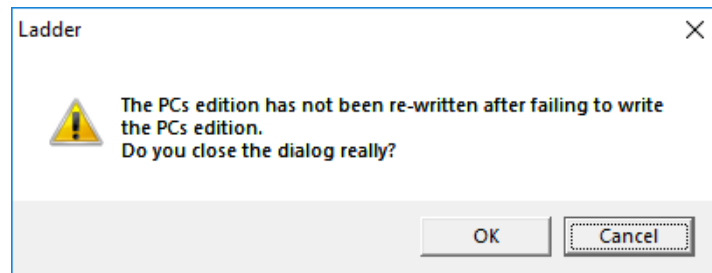 Ladder
The PCs edition has not been re-written after failing to write
the PCs edition.
Do you close the dialog really?
OK
Cancel